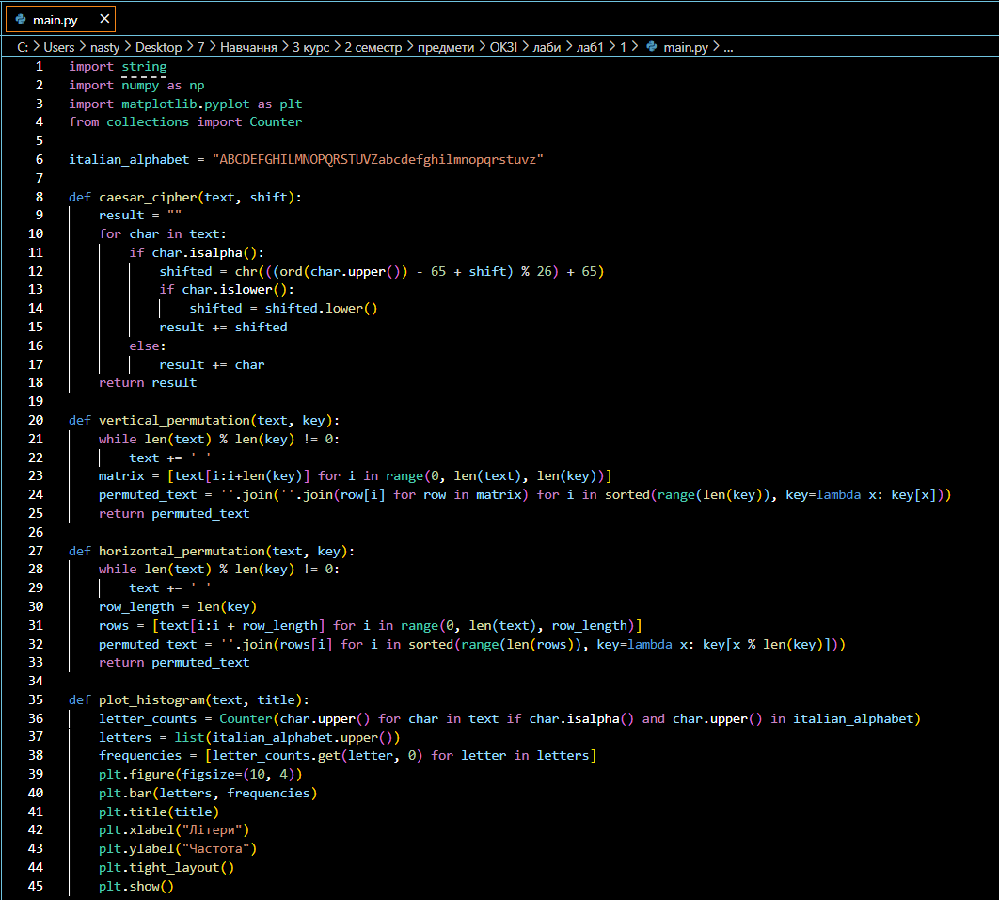 main.py
C: > Users > nasty > Desktop > 7 > Навчання > 3 курс > 2 семестр > предмети > ОКЗІ > лаби > лаб1 > 1 > main.py > ...
1 import string
2 import numpy as np
3 import matplotlib.pyplot as plt
4 from collections import Counter
5
6 italian_alphabet = "ABCDEFGHILMNOPQRSTUVZabcdefghilmnopqrstuvz"
7
8 def caesar_cipher(text, shift):
9     result = ""
10     for char in text:
11         if char.isalpha():
12             shifted = chr(((ord(char.upper()) - 65 + shift) % 26) + 65)
13             if char.islower():
14                 shifted = shifted.lower()
15             result += shifted
16         else:
17             result += char
18     return result
19
20 def vertical_permutation(text, key):
21     while len(text) % len(key) != 0:
22         text += ' '
23     matrix = [text[i:i+len(key)] for i in range(0, len(text), len(key))]
24     permuted_text = ''.join(''.join(row[i] for row in matrix) for i in sorted(range(len(key)), key=lambda x: key[x]))
25     return permuted_text
26
27 def horizontal_permutation(text, key):
28     while len(text) % len(key) != 0:
29         text += ' '
30     row_length = len(key)
31     rows = [text[i:i + row_length] for i in range(0, len(text), row_length)]
32     permuted_text = ''.join(rows[i] for i in sorted(range(len(rows)), key=lambda x: key[x % len(key)]))
33     return permuted_text
34
35 def plot_histogram(text, title):
36     letter_counts = Counter(char.upper() for char in text if char.isalpha() and char.upper() in italian_alphabet)
37     letters = list(italian_alphabet.upper())
38     frequencies = [letter_counts.get(letter, 0) for letter in letters]
39     plt.figure(figsize=(10, 4))
40     plt.bar(letters, frequencies)
41     plt.title(title)
42     plt.xlabel("Літери")
43     plt.ylabel("Частота")
44     plt.tight_layout()
45     plt.show()